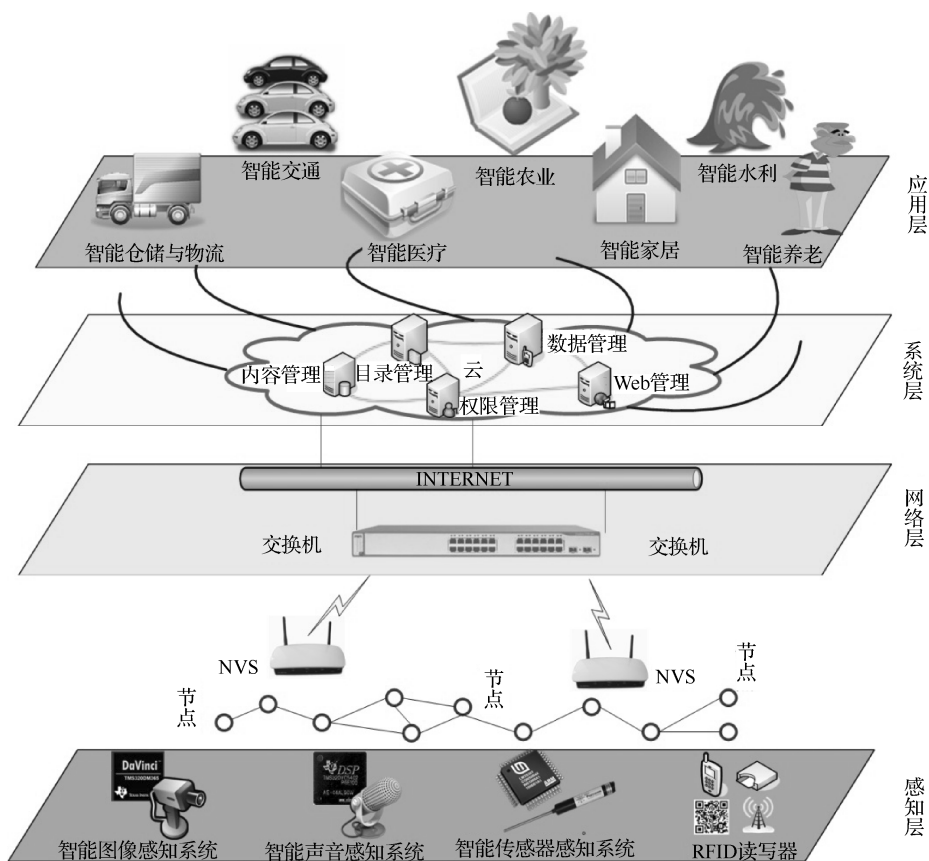 智能交通
智能农业
智能水利
应用层
智能仓储与物流
智能医疗
智能家居
智能养老
系统层
内容管理
目录管理
云
数据管理
权限管理
Web管理
INTERNET
网络层
交换机
交换机
NVS
NVS
节点
节点
节点
DaVinci
DSP
感知层
智能图像感知系统
智能声音感知系统
智能传感器感知系统
RFID读写器